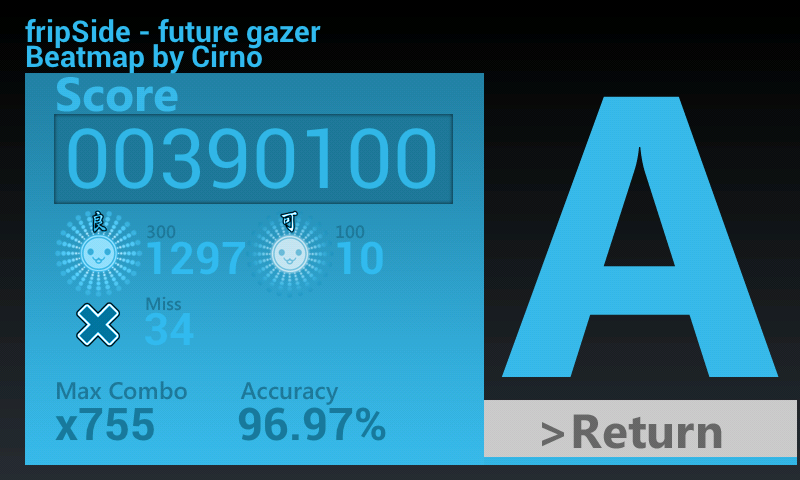 fripSide - future gazer
Beatmap by Cirno
Score
00390100
良 300 1297 可 100 10
Miss 34
Max Combo Accuracy
x755 96.97%
A
>Return